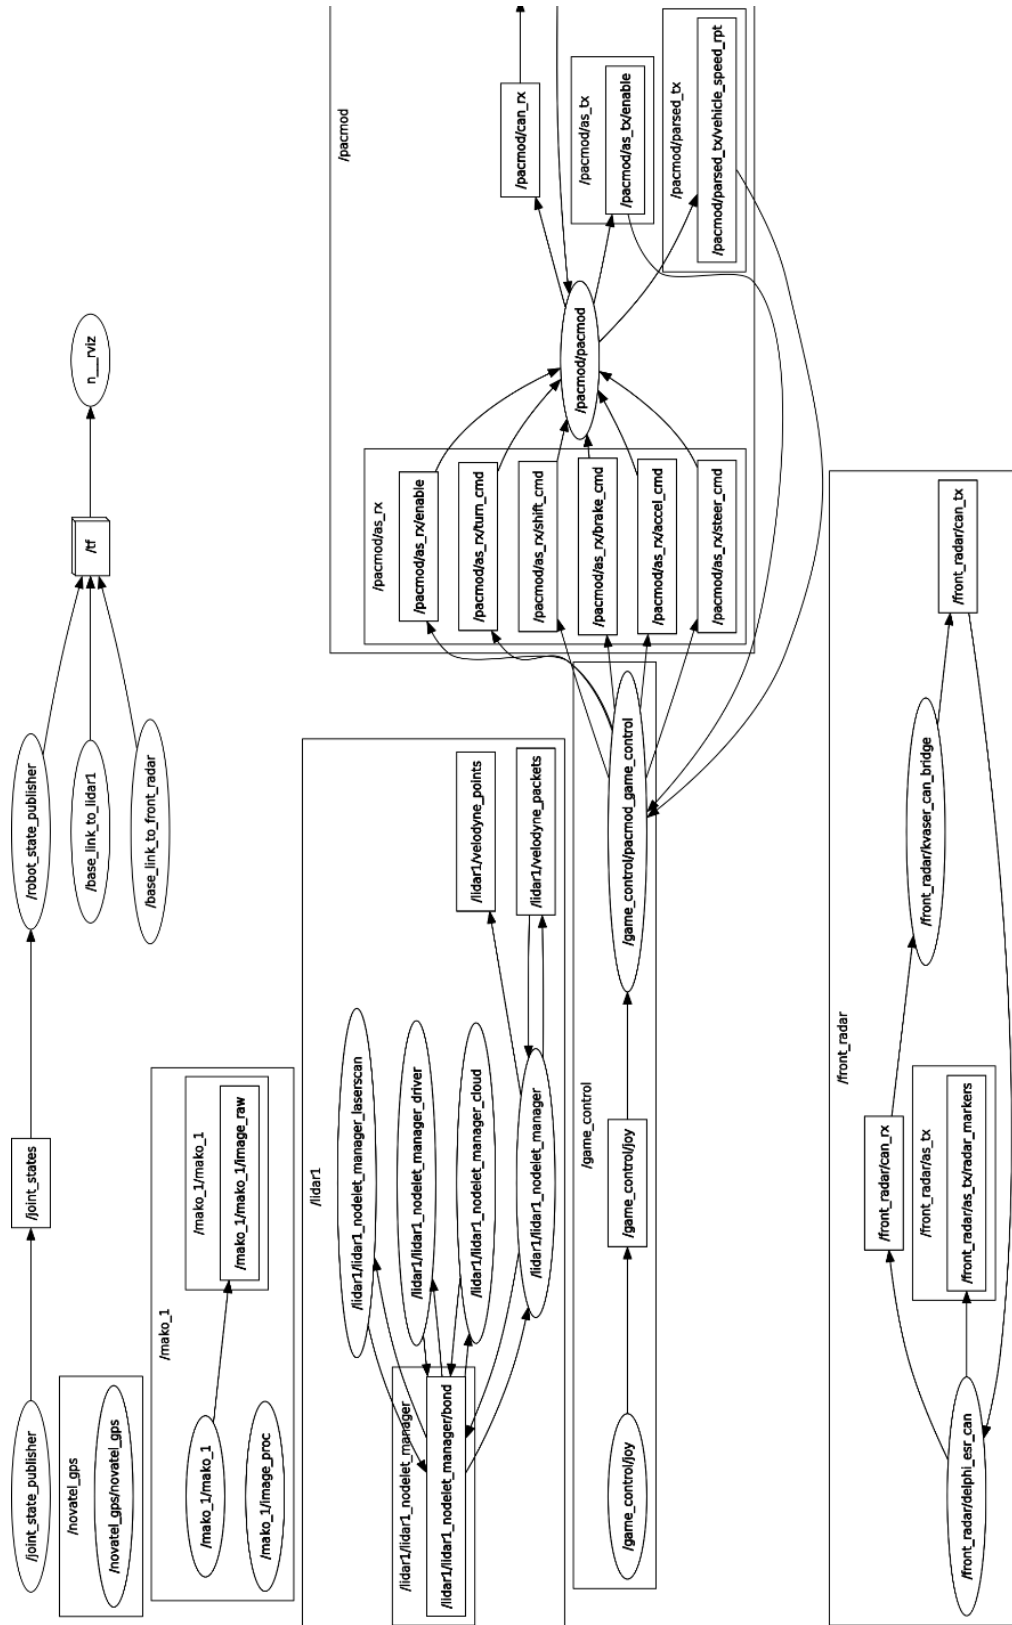 /joint_state_publisher
/joint_states
/robot_state_publisher
/base_link_to_lidar1
/base_link_to_front_radar
/tf
n___rviz
/novatel_gps
/novatel_gps/novatel_gps
/mako_1
/mako_1/mako_1
/mako_1/image_proc
/mako_1/mako_1
/mako_1/mako_1/image_raw
/lidar1
/lidar1/lidar1_nodelet_manager
/lidar1/lidar1_nodelet_manager/bond
/lidar1/lidar1_nodelet_manager_laserscan
/lidar1/lidar1_nodelet_manager_driver
/lidar1/lidar1_nodelet_manager_cloud
/lidar1/lidar1_nodelet_manager
/lidar1/velodyne_points
/lidar1/velodyne_packets
/game_control
/game_control/joy
/game_control/joy
/game_control/pacmod_game_control
/pacmod
/pacmod/as_rx
/pacmod/as_rx/enable
/pacmod/as_rx/turn_cmd
/pacmod/as_rx/shift_cmd
/pacmod/as_rx/brake_cmd
/pacmod/as_rx/accel_cmd
/pacmod/as_rx/steer_cmd
/pacmod/pacmod
/pacmod/can_rx
/pacmod/as_tx
/pacmod/as_tx/enable
/pacmod/parsed_tx
/pacmod/parsed_tx/vehicle_speed_rpt
/front_radar
/front_radar/delphi_esr_can
/front_radar/can_rx
/front_radar/as_tx
/front_radar/as_tx/radar_markers
/front_radar/kvaser_can_bridge
/front_radar/can_tx